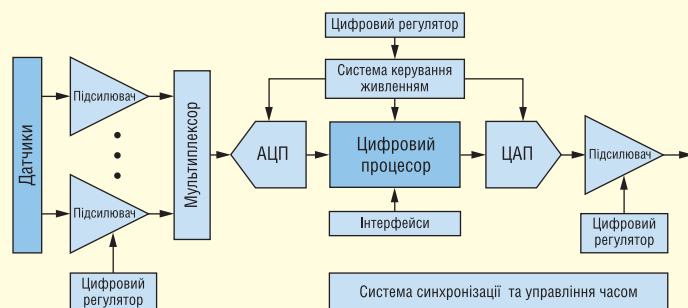 Цифровий регулятор
Система керування
живленням
Датчики
Підсилювач
Підсилювач
Мультиплексор
АЦП
Цифровий
процесор
ЦАП
Підсилювач
Інтерфейси
Цифровий
регулятор
Цифровий
регулятор
Система синхронізації та управління часом